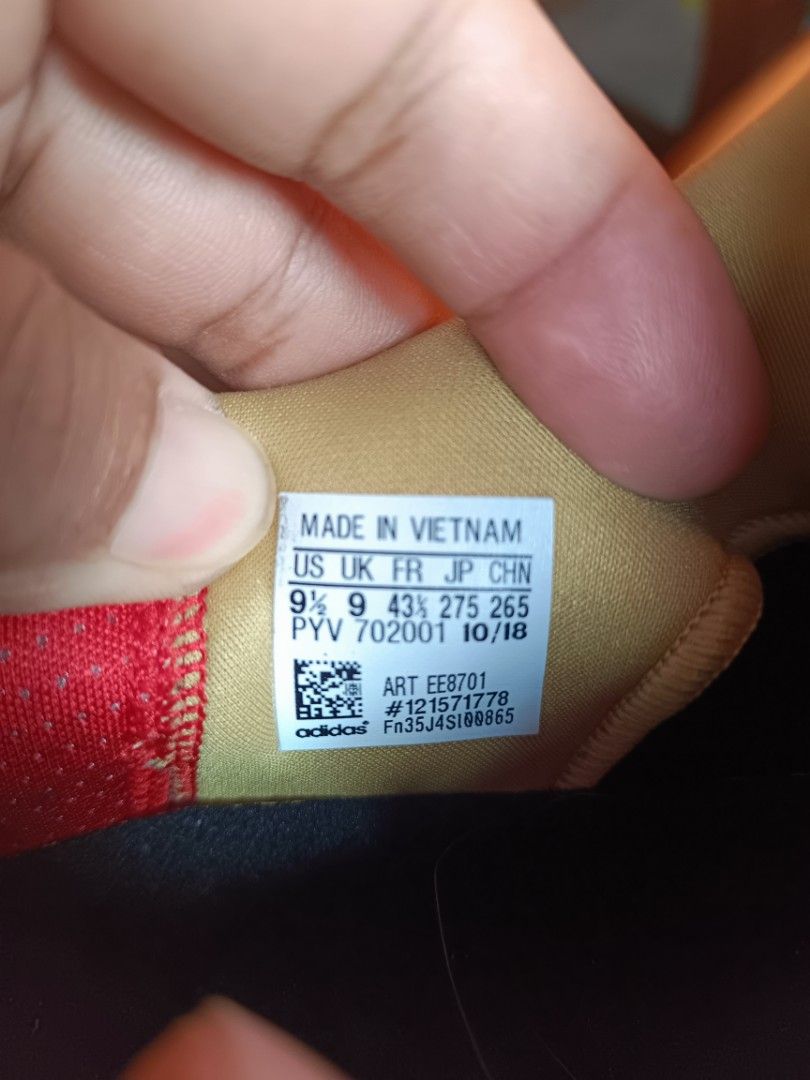 MADE IN VIETNAM
US UK FR JP CHN
9½ 9 43⅓ 275 265
PYV 702001 10/18
ART EE8701
#121571778
adidas Fn35J4Sl00865